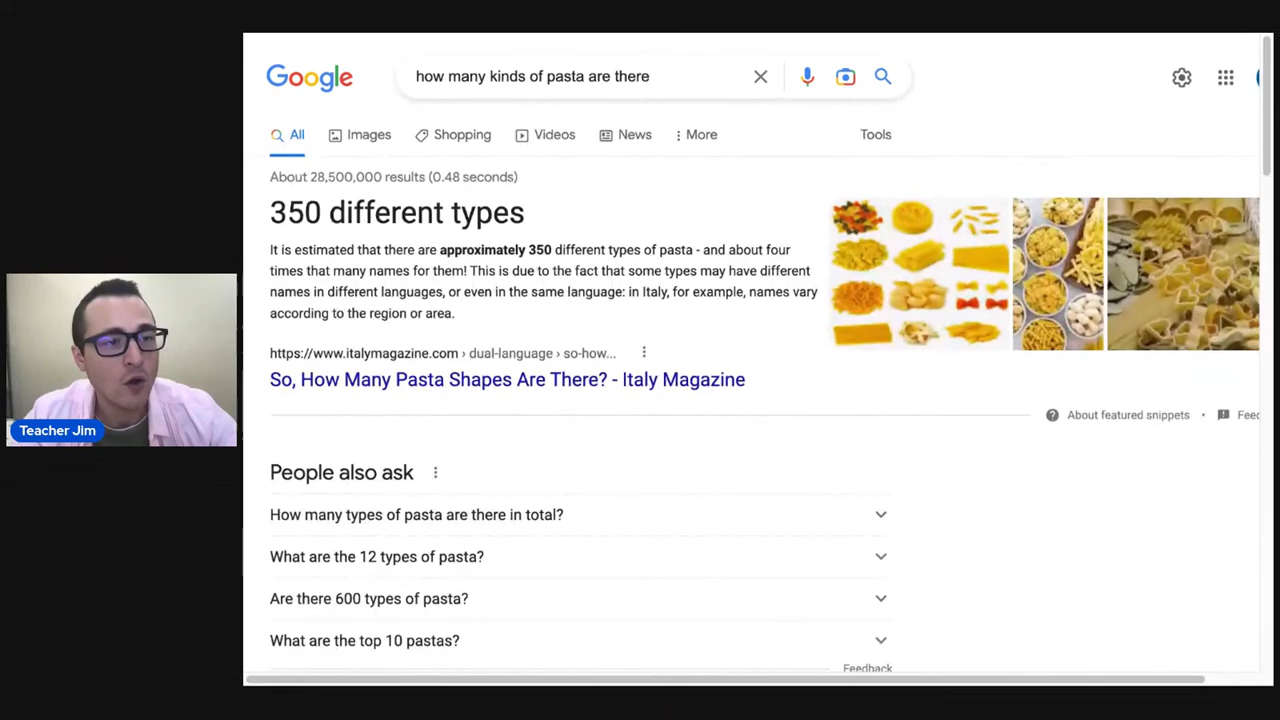 Google
how many kinds of pasta are there
All Images Shopping Videos News More Tools
About 28,500,000 results (0.48 seconds)
350 different types
It is estimated that there are approximately 350 different types of pasta - and about four
times that many names for them! This is due to the fact that some types may have different
names in different languages, or even in the same language: in Italy, for example, names vary
according to the region or area.
https://www.italymagazine.com › dual-language › so-how...
So, How Many Pasta Shapes Are There? - Italy Magazine
About featured snippets • Feec
People also ask
How many types of pasta are there in total?
What are the 12 types of pasta?
Are there 600 types of pasta?
What are the top 10 pastas?
Feedback
Teacher Jim